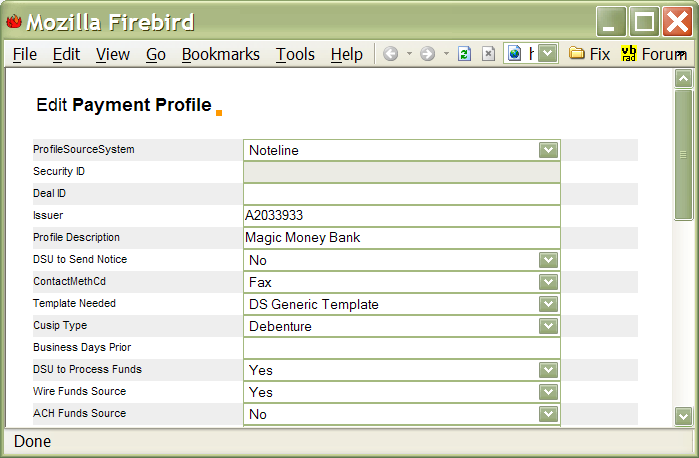 Mozilla Firebird
File Edit View Go Bookmarks Tools Help Fix vb rad Forum »
Edit Payment Profile
ProfileSourceSystem Noteline
Security ID
Deal ID
Issuer A2033933
Profile Description Magic Money Bank
DSU to Send Notice No
ContactMethCd Fax
Template Needed DS Generic Template
Cusip Type Debenture
Business Days Prior
DSU to Process Funds Yes
Wire Funds Source Yes
ACH Funds Source No
Done